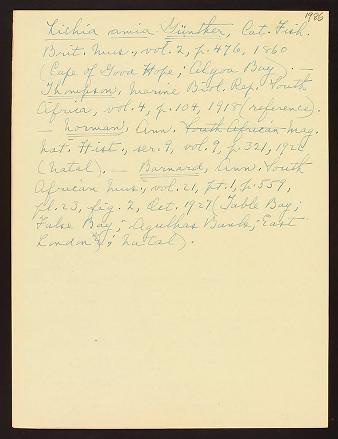 1926
Lichia amia Günther, Cat. Fish.
Brit. Mus., vol. 2, p. 476, 1860
(Cape of Good Hope; Algoa Bay). —
Thompson, Marine Biol. Rep. South
Africa, vol. 4, p. 104, 1918 (reference).
— Norman, Ann. South African Mag.
Nat. Hist., ser. 9, vol. 9, p. 321, 1922
(Natal). — Barnard, Ann. South
African Mus., vol. 21, pt. 1, p. 559,
pl. 23, fig. 2, Oct. 1927 (Table Bay;
False Bay; Agulhas Bank; East
London; Natal).